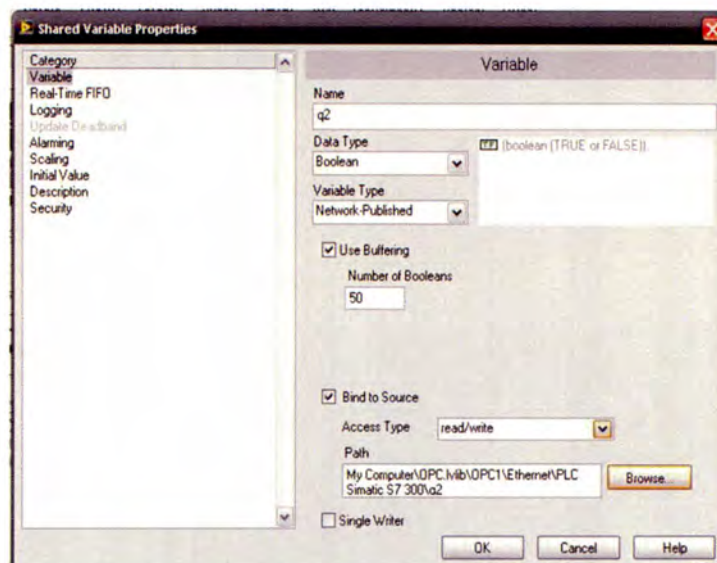 Shared Variable Properties
Category
Variable
Real-Time FIFO
Logging
Update Deadband
Alarming
Scaling
Initial Value
Description
Security
Variable
Name
q2
Data Type
Boolean
TF (boolean (TRUE or FALSE))
Variable Type
Network-Published
Use Buffering
Number of Booleans
50
Bind to Source
Access Type
read/write
Path
My Computer\OPC.lvlib\OPC1\Ethernet\PLC
Simatic S7 300\q2
Browse...
Single Writer
OK
Cancel
Help